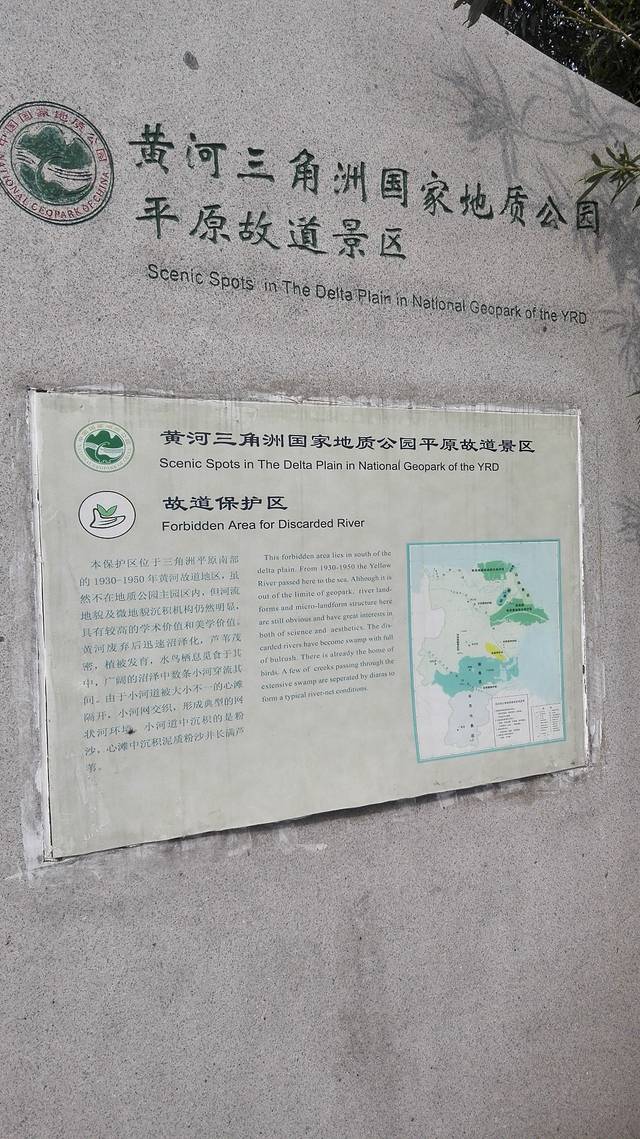 中国国家地质公园
NATIONAL GEOPARK OF CHINA
黄河三角洲国家地质公园
平原故道景区
Scenic Spots in The Delta Plain in National Geopark of the YRD
黄河三角洲国家地质公园平原故道景区
Scenic Spots in The Delta Plain in National Geopark of the YRD
故道保护区
Forbidden Area for Discarded River
本保护区位于三角洲平原南部
的 1930-1950 年黄河故道地区，虽
然不在地质公园主园区内，但河流
地貌及微地貌沉积机构仍然明显，
具有较高的学术价值和美学价值。
黄河废弃后迅速沼泽化，芦苇茂
密，植被发育，水鸟栖息觅食于其
中，广阔的沼泽中数条小河穿流其
间。由于小河道被大小不一的心滩
隔开，小河网交织，形成典型的网
状河环境。小河道中沉积的是粉
沙，心滩中沉积泥质粉沙并长满芦
苇。
This forbidden area lies in south of the
delta plain. From 1930-1950 the Yellow
River passed here to the sea. Although it is
out of the limite of geopark, river land-
forms and micro-landform structure here
are still obvious and have great interests in
both of science and aesthetics. The dis-
carded rivers have become swamp with full
of bulrush. There is already the home of
birds. A few of creeks passing through the
extensive swamp are seperated by diaras to
form a typical river-net conditions.